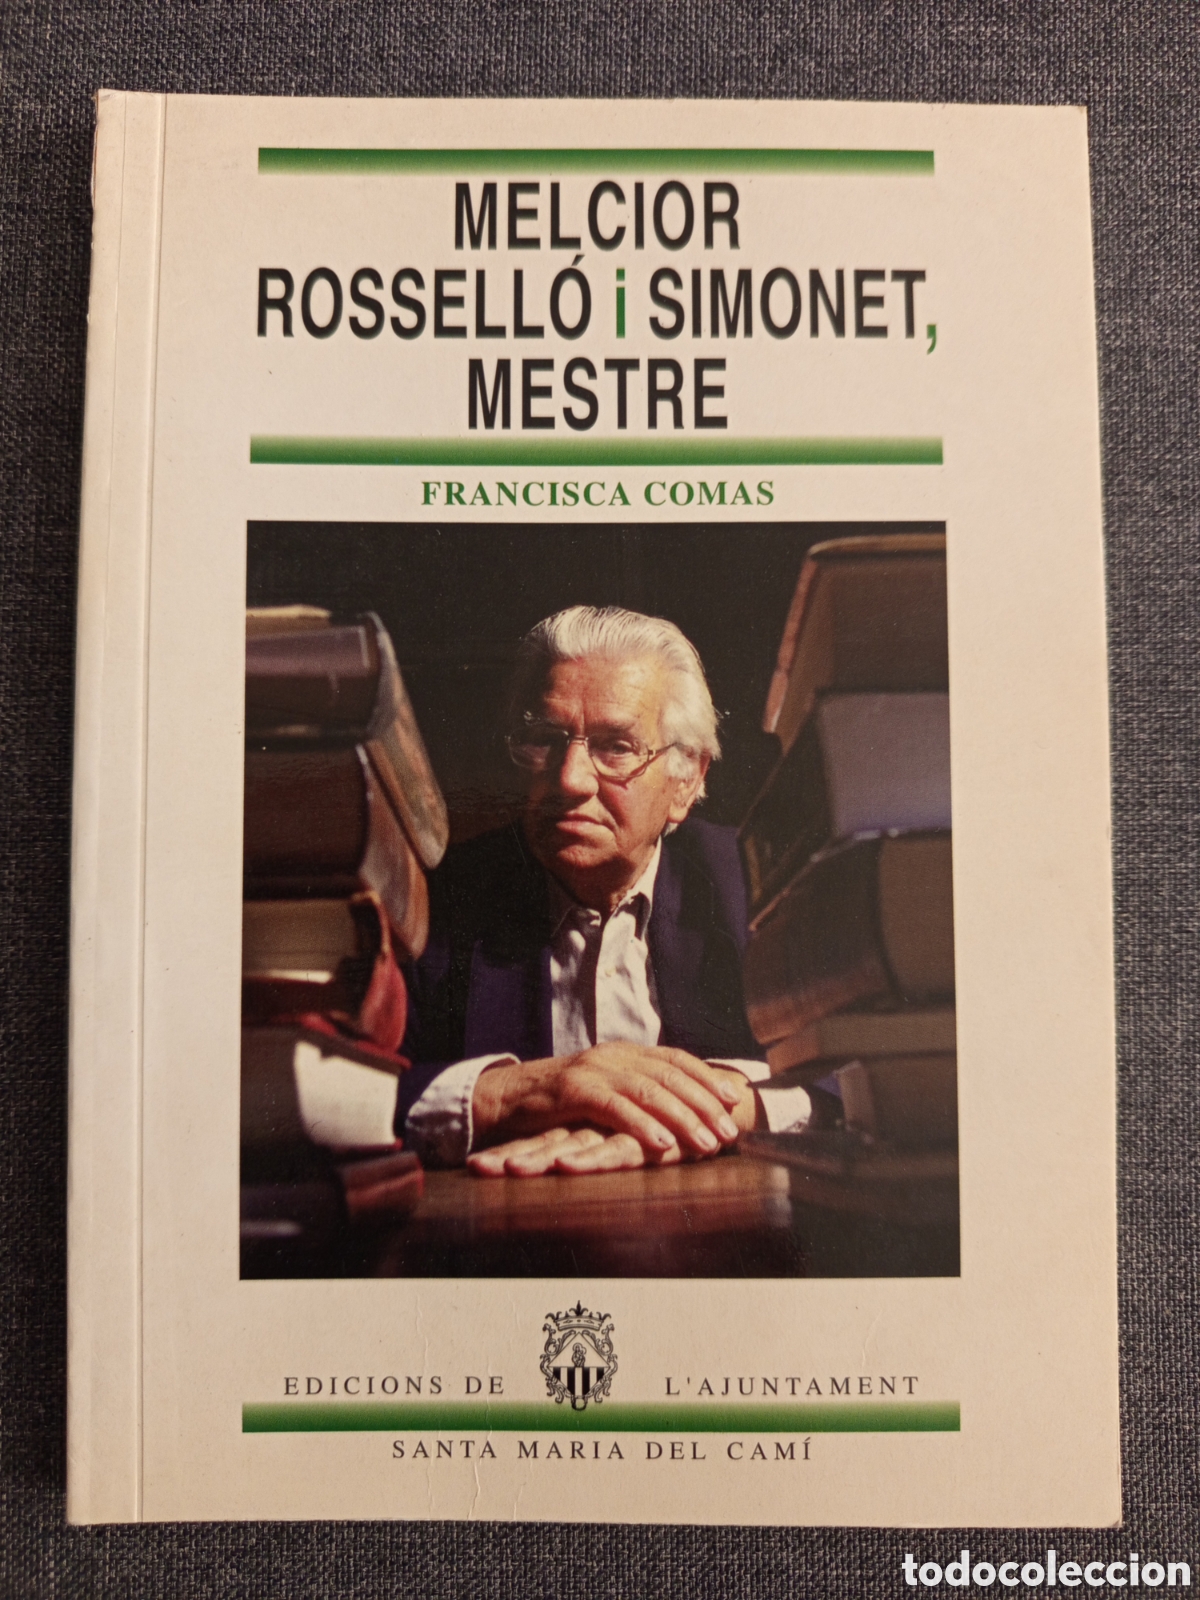 MELCIOR
ROSSELLÓ i SIMONET,
MESTRE
FRANCISCA COMAS
EDICIONS DE L'AJUNTAMENT
SANTA MARIA DEL CAMÍ
todocoleccion